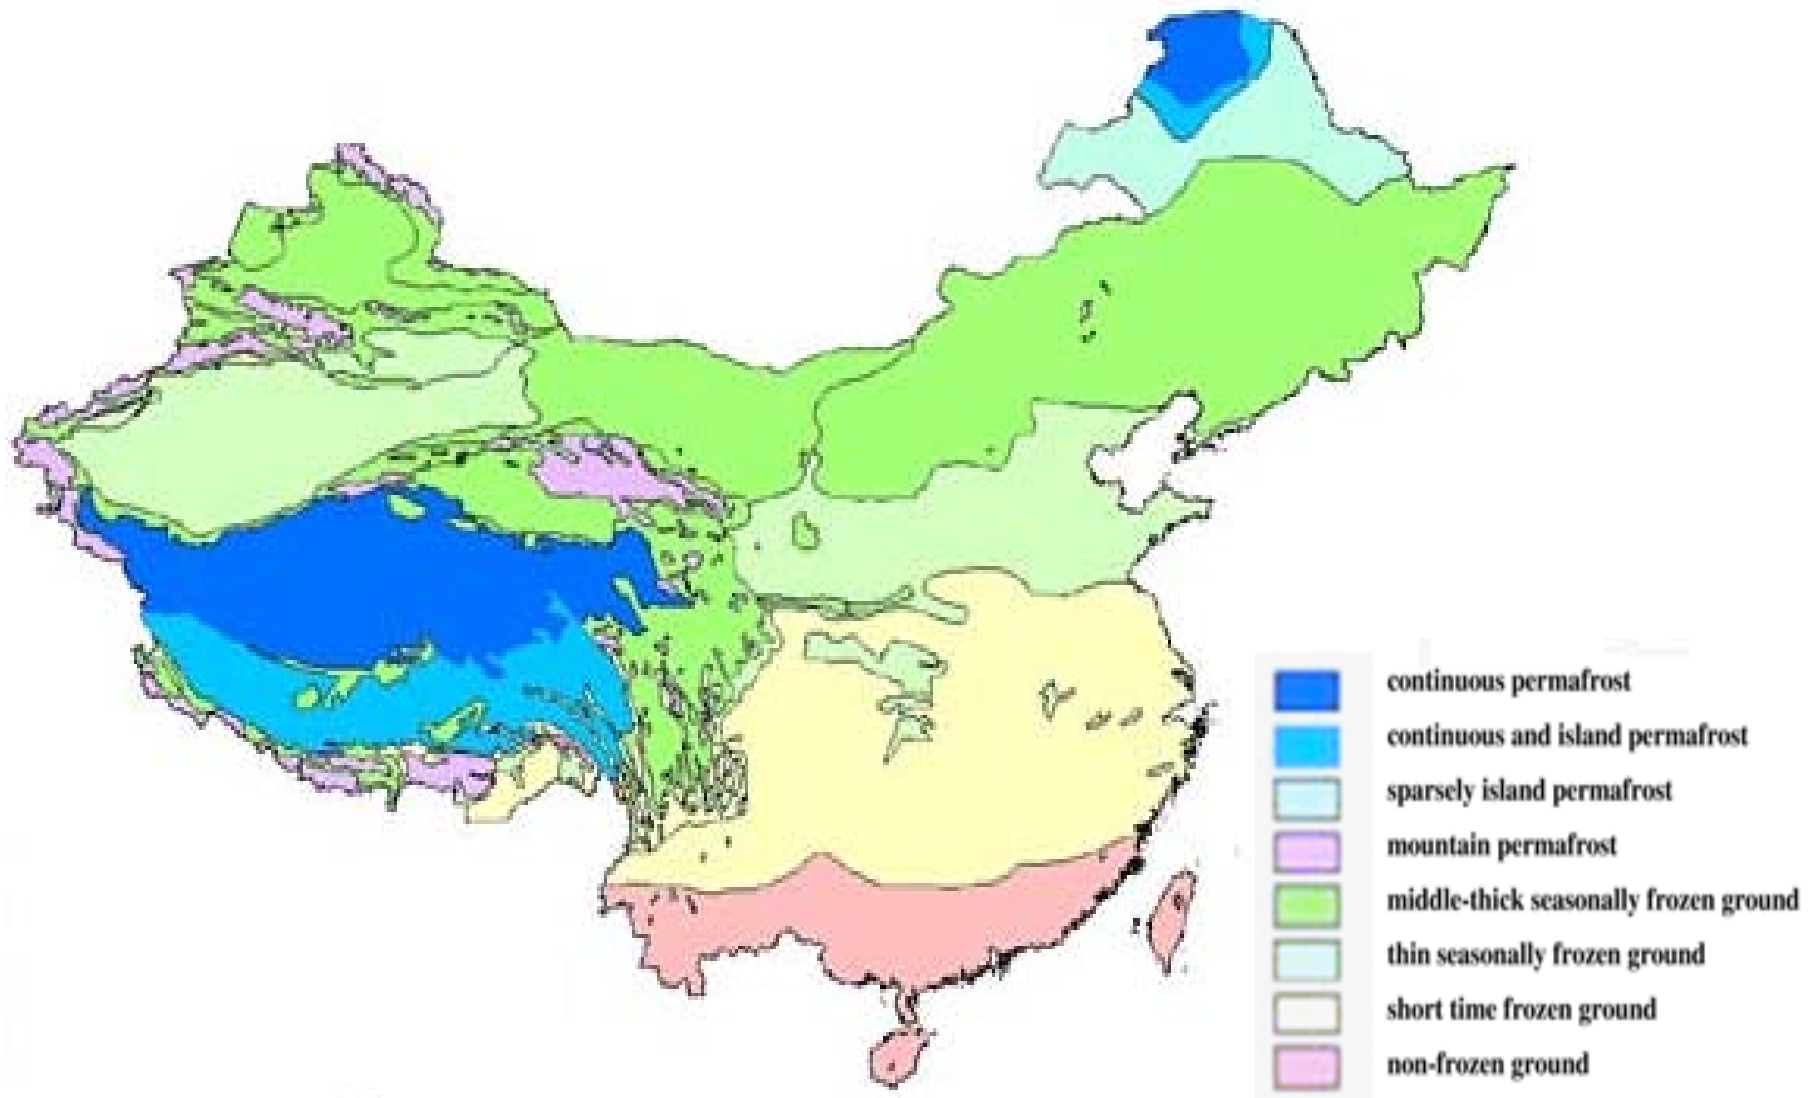 continuous permafrost
continuous and island permafrost
sparsely island permafrost
mountain permafrost
middle-thick seasonally frozen ground
thin seasonally frozen ground
short time frozen ground
non-frozen ground